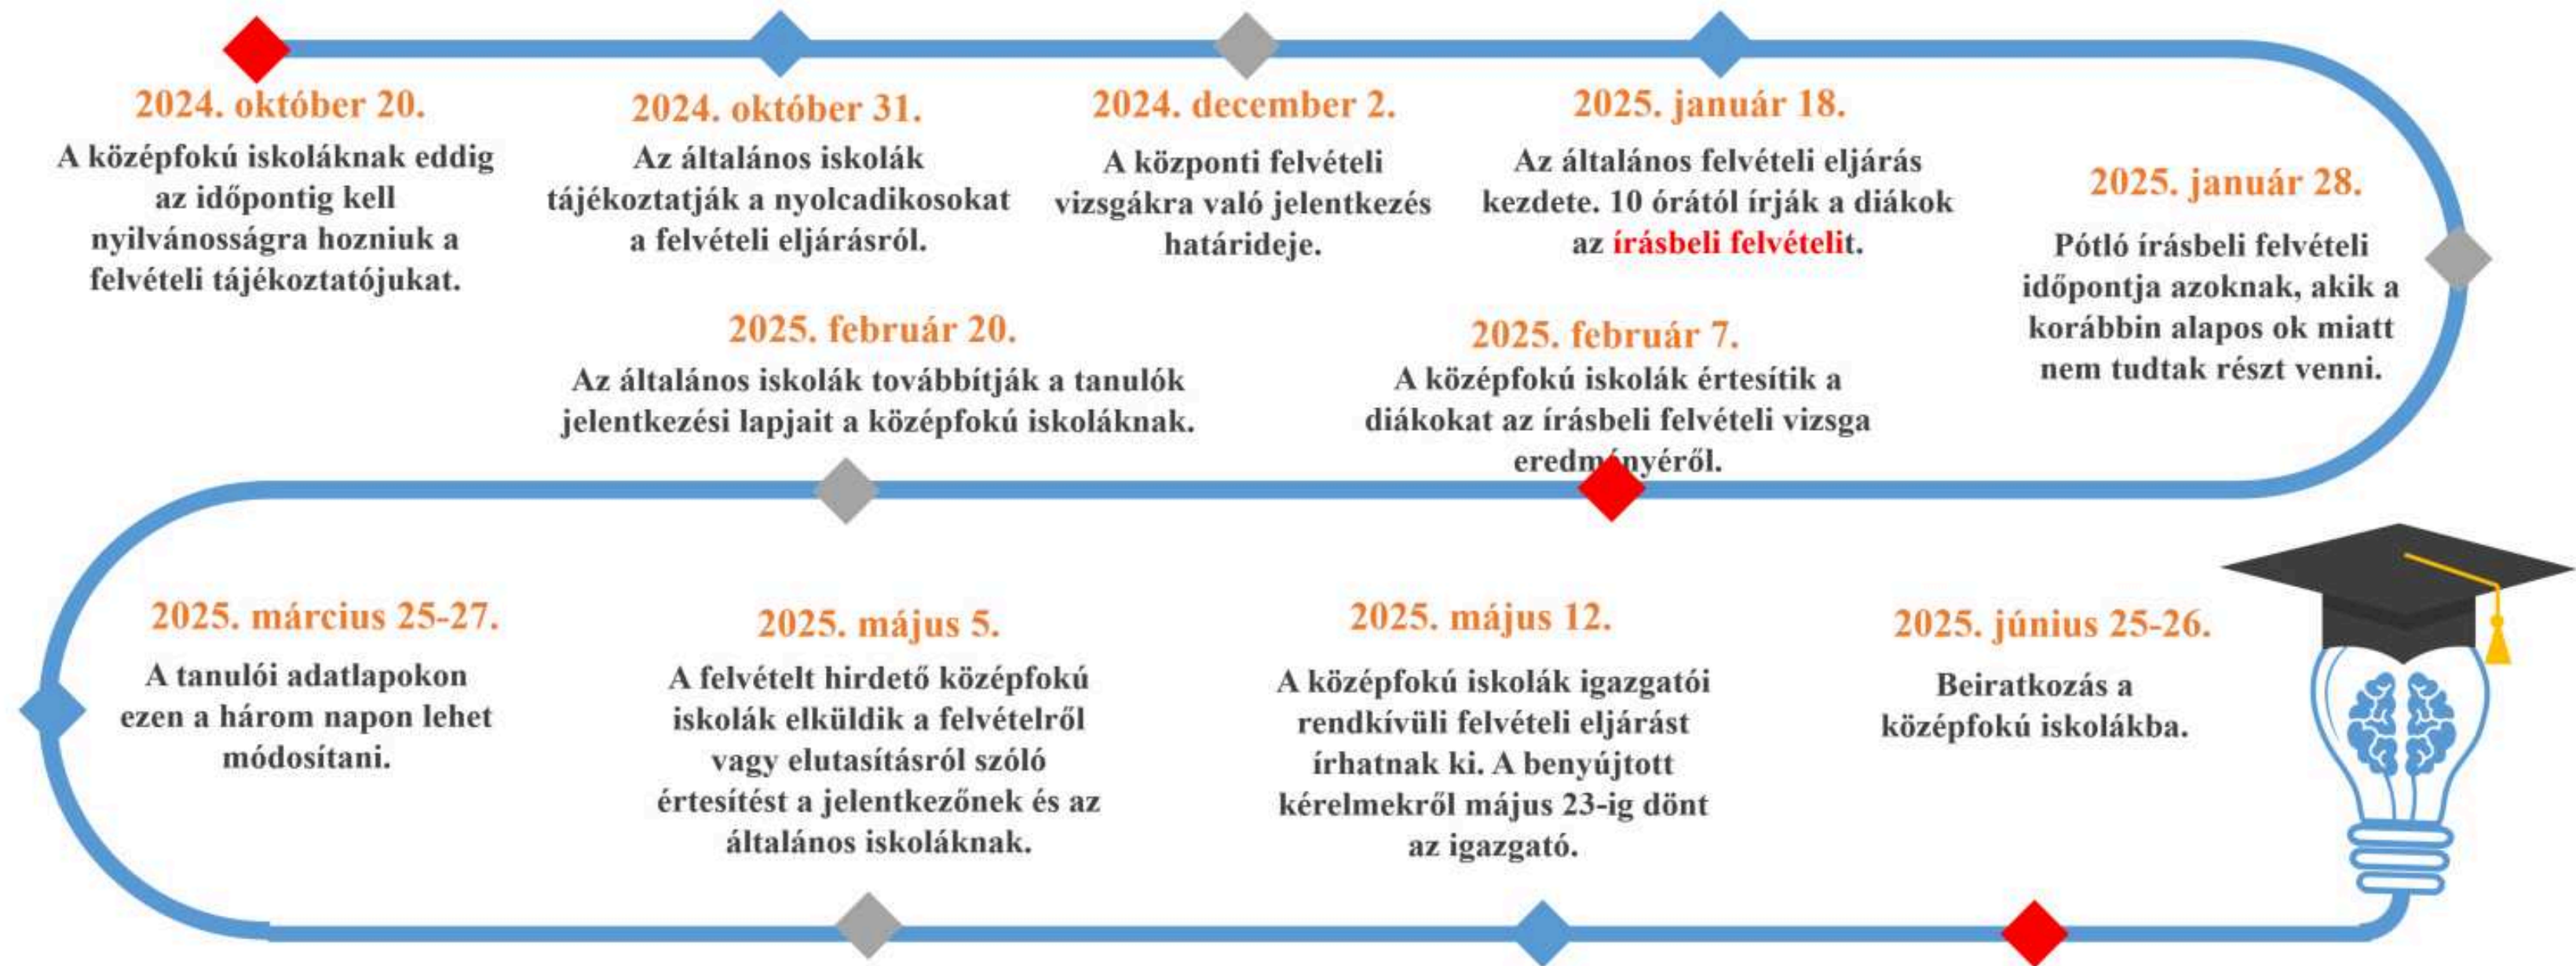 2024. október 20.
A középfokú iskoláknak eddig
az időpontig kell
nyilvánosságra hozniuk a
felvételi tájékoztatójukat.
2024. október 31.
Az általános iskolák
tájékoztatják a nyolcadikosokat
a felvételi eljárásról.
2024. december 2.
A központi felvételi
vizsgákra való jelentkezés
határideje.
2025. január 18.
Az általános felvételi eljárás
kezdete. 10 órától írják a diákok
az írásbeli felvételit.
2025. január 28.
Pótló írásbeli felvételi
időpontja azoknak, akik a
korábbin alapos ok miatt
nem tudtak részt venni.
2025. február 7.
A középfokú iskolák értesítik a
diákokat az írásbeli felvételi vizsga
eredményéről.
2025. február 20.
Az általános iskolák továbbítják a tanulók
jelentkezési lapjait a középfokú iskoláknak.
2025. március 25-27.
A tanulói adatlapokon
ezen a három napon lehet
módosítani.
2025. május 5.
A felvételt hirdető középfokú
iskolák elküldik a felvételről
vagy elutasításról szóló
értesítést a jelentkezőnek és az
általános iskoláknak.
2025. május 12.
A középfokú iskolák igazgatói
rendkívüli felvételi eljárást
írhatnak ki. A benyújtott
kérelmekről május 23-ig dönt
az igazgató.
2025. június 25-26.
Beiratkozás a
középfokú iskolákba.